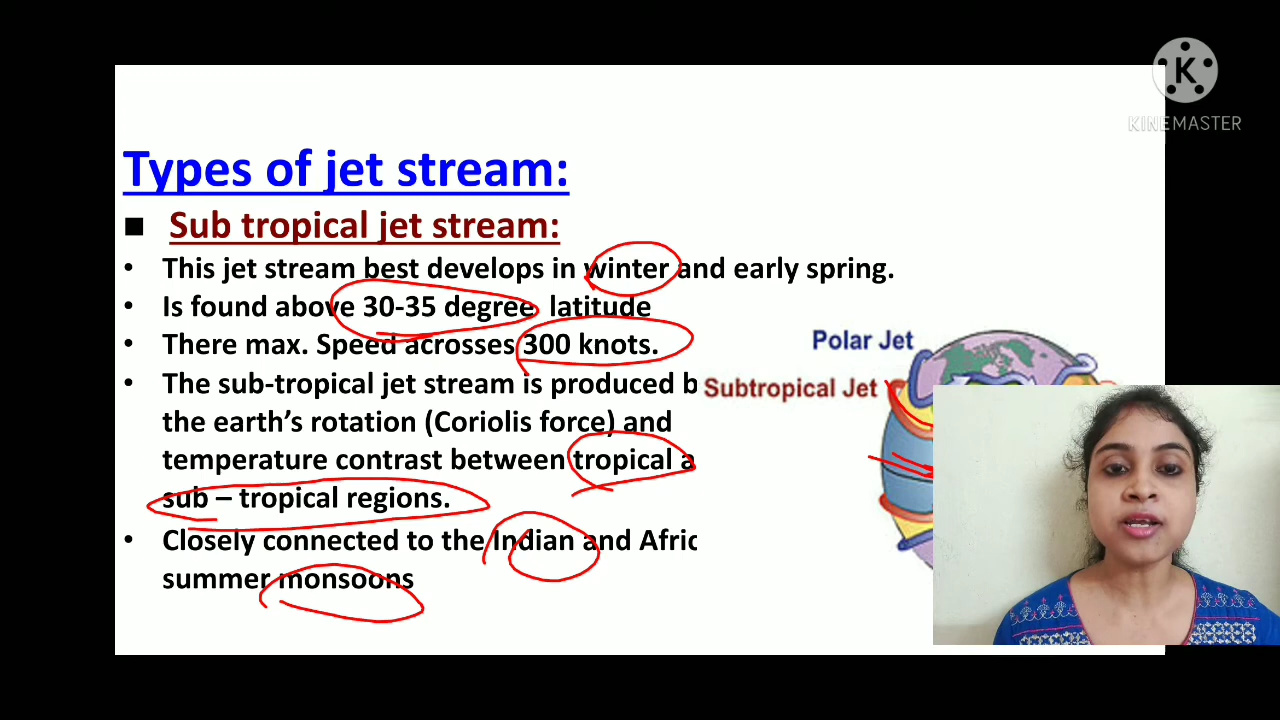 K
KINEMASTER
Types of jet stream:
Sub tropical jet stream:
• This jet stream best develops in winter and early spring.
• Is found above 30-35 degree latitude
• There max. Speed acrosses 300 knots.
• The sub-tropical jet stream is produced b
the earth's rotation (Coriolis force) and
temperature contrast between tropical a
sub – tropical regions.
• Closely connected to the Indian and Afric
summer monsoons
Polar Jet
Subtropical Jet